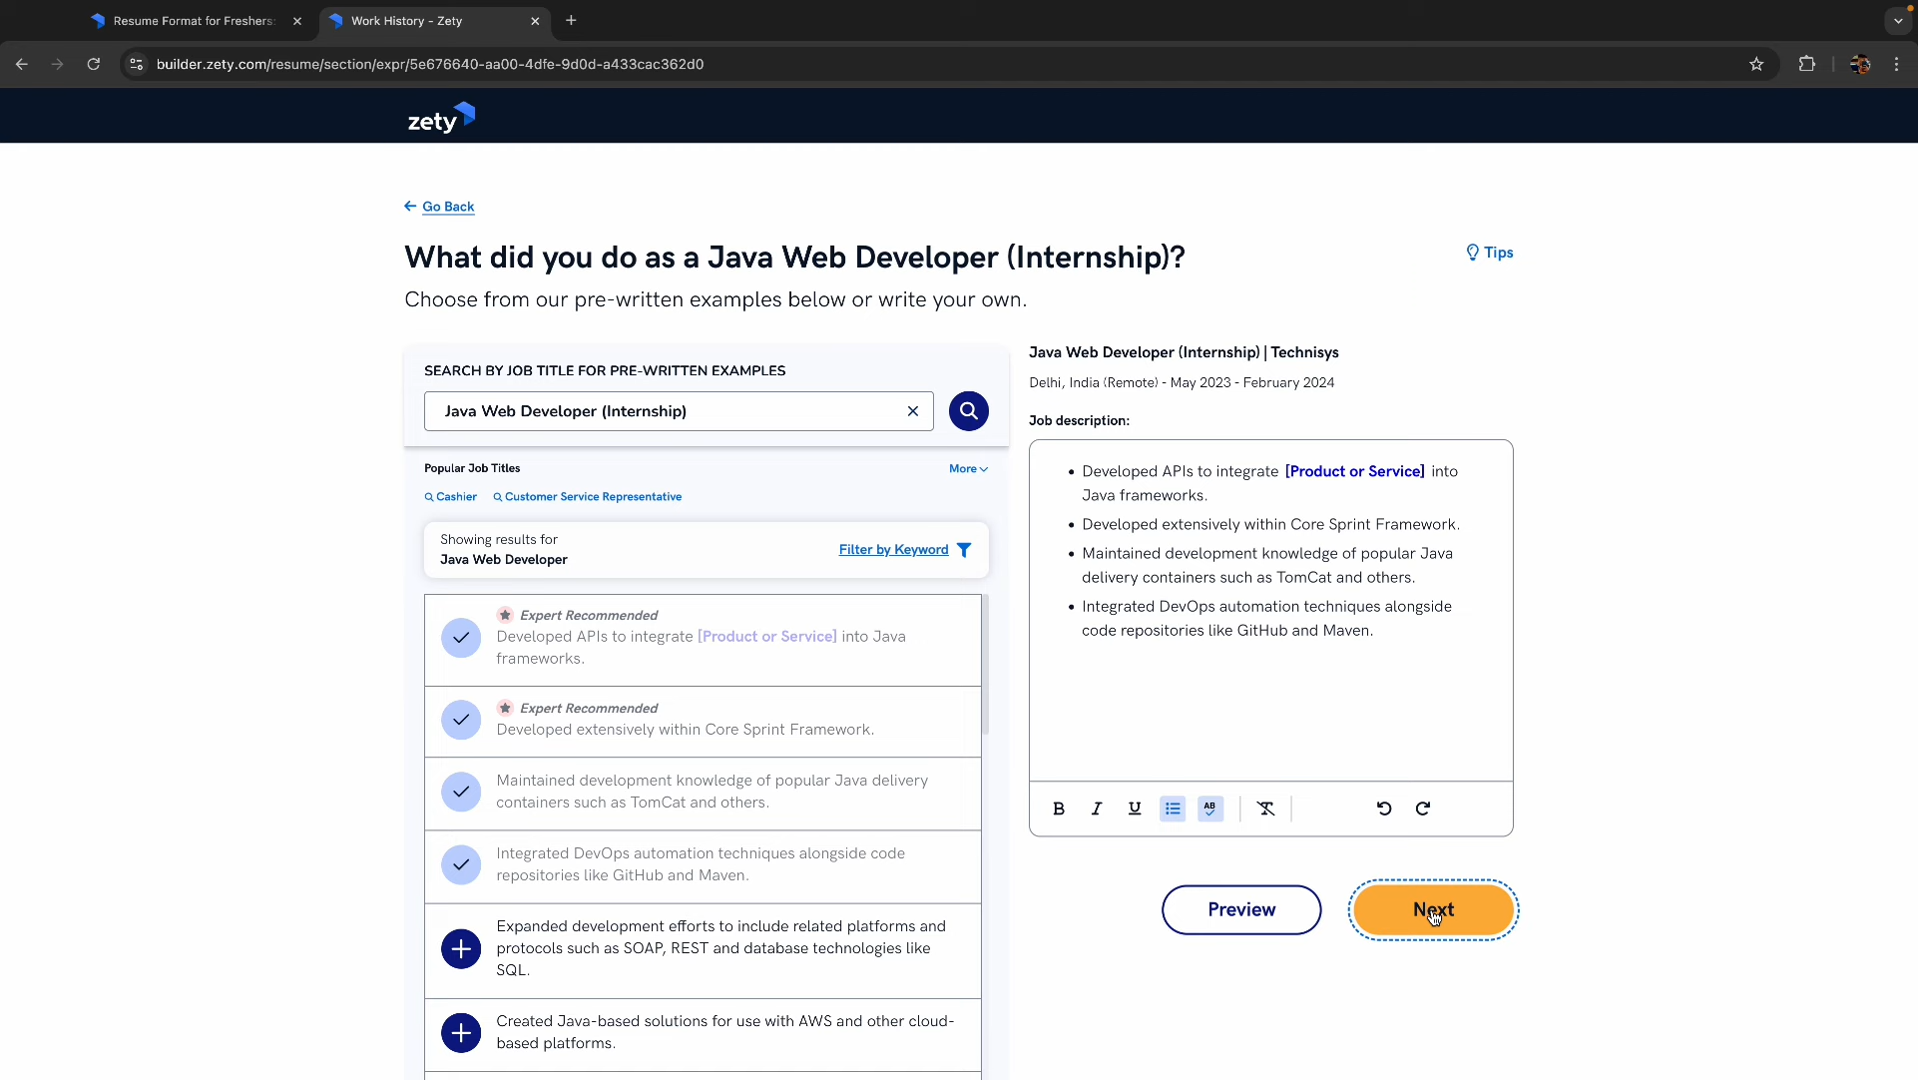 Resume Format for Freshers:
Work History - Zety
builder.zety.com/resume/section/expr/5e676640-aa00-4dfe-9d0d-a433cac362d0
zety
Go Back
What did you do as a Java Web Developer (Internship)?
Tips
Choose from our pre-written examples below or write your own.
SEARCH BY JOB TITLE FOR PRE-WRITTEN EXAMPLES
Java Web Developer (Internship)
Popular Job Titles
More
Cashier
Customer Service Representative
Showing results for
Java Web Developer
Filter by Keyword
Expert Recommended
Developed APIs to integrate [Product or Service] into Java
frameworks.
Expert Recommended
Developed extensively within Core Sprint Framework.
Maintained development knowledge of popular Java delivery
containers such as TomCat and others.
Integrated DevOps automation techniques alongside code
repositories like GitHub and Maven.
Expanded development efforts to include related platforms and
protocols such as SOAP, REST and database technologies like
SQL.
Created Java-based solutions for use with AWS and other cloud-
based platforms.
Java Web Developer (Internship) | Technisys
Delhi, India (Remote) - May 2023 - February 2024
Job description:
• Developed APIs to integrate [Product or Service] into
Java frameworks.
• Developed extensively within Core Sprint Framework.
• Maintained development knowledge of popular Java
delivery containers such as TomCat and others.
• Integrated DevOps automation techniques alongside
code repositories like GitHub and Maven.
B I U AB
Preview
Next